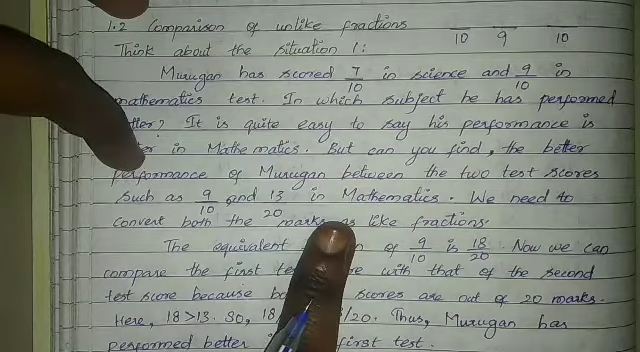 1.2 Comparison of unlike fractions
10 9 10
Think about the situation 1:
Murugan has scored 7/10 in science and 9/10 in
mathematics test. In which subject he has performed
It is quite easy to say his performance is
in Mathematics. But can you find, the better
performance of Murugan between the two test scores
such as 9/10 and 13/20 in Mathematics. We need to
convert both the marks as like fractions.
The equivalent of 9/10 is 18/20. Now we can
compare the first with that of the second
test score because scores are out of 20 marks.
Here, 18>13. SO, 18 /20. Thus, Murugan has
performed better first test.